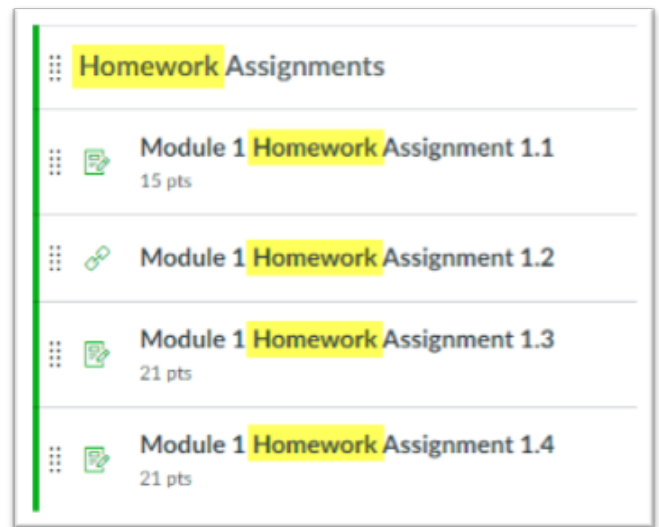 Homework Assignments
Module 1 Homework Assignment 1.1
15 pts
Module 1 Homework Assignment 1.2
Module 1 Homework Assignment 1.3
21 pts
Module 1 Homework Assignment 1.4
21 pts